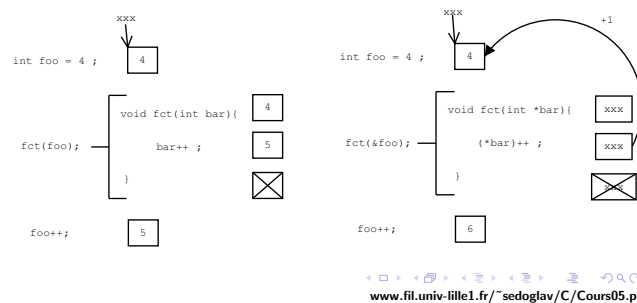 xxx
int foo = 4 ;
4
void fct(int bar){
4
fct(foo);
bar++ ;
5
}
foo++;
5
xxx
+1
int foo = 4 ;
4
void fct(int *bar){
xxx
fct(&foo);
(*bar)++ ;
xxx
}
xxx
foo++;
6
www.fil.univ-lille1.fr/~sedoglav/C/Cours05.p